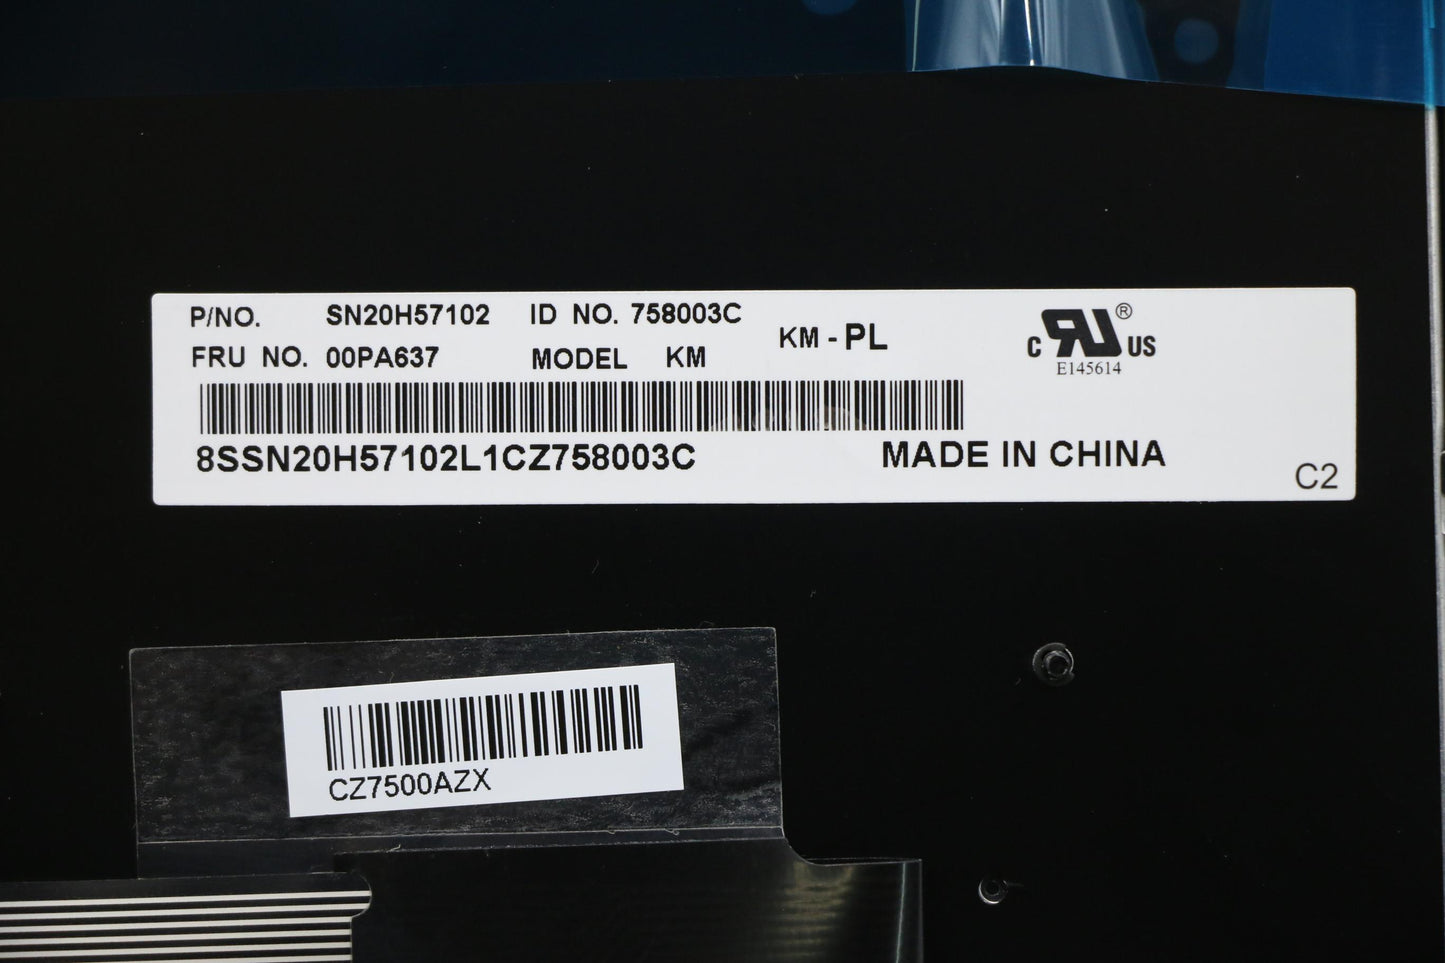 P/NO. SN20H57102 ID NO. 758003C
FRU NO. 00PA637 MODEL KM
KM - PL
C RU ® US
E145614
8SSN20H57102L1CZ758003C
MADE IN CHINA
C2
CZ7500AZX